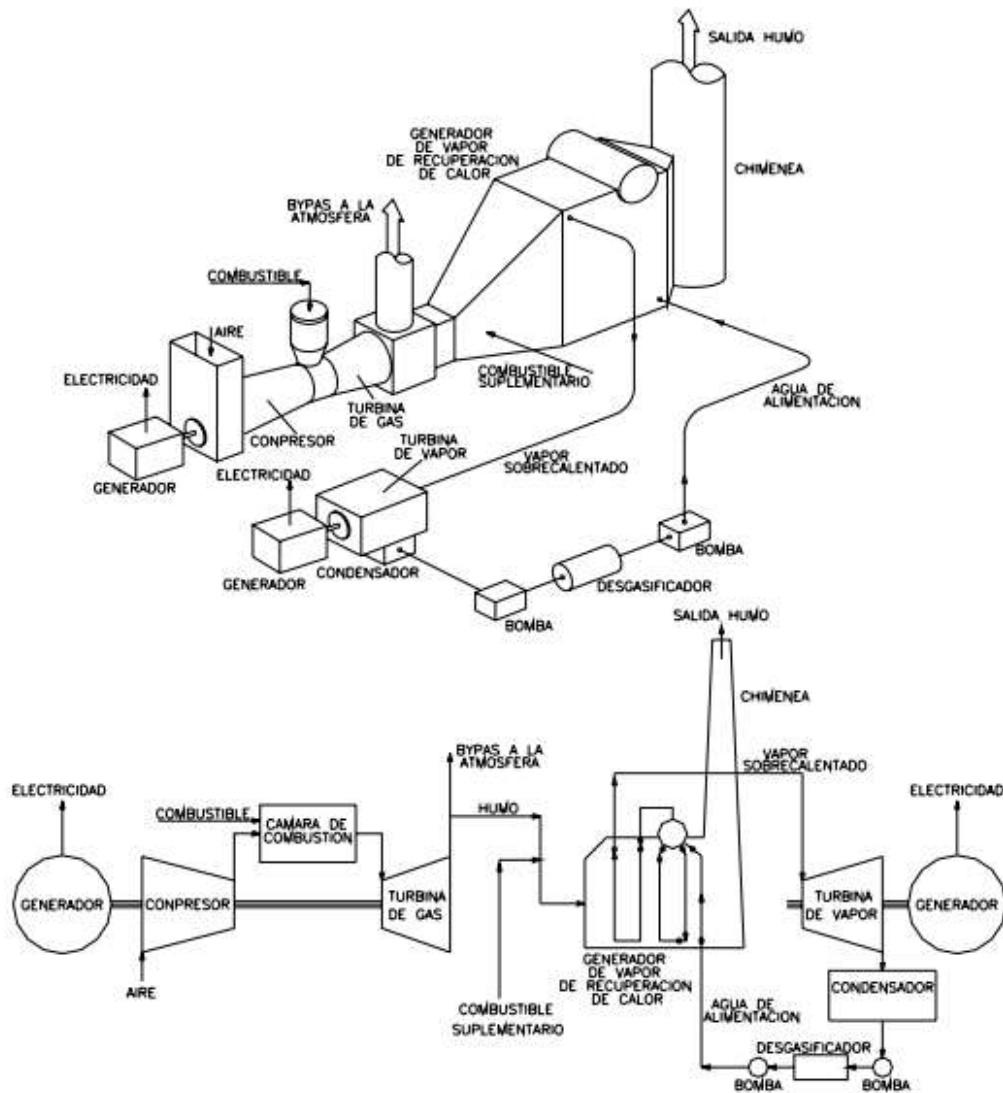 SALIDA HUMO
GENERADOR
DE VAPOR
DE RECUPERACION
DE CALOR
CHIMENEA
BYPAS A LA
ATMOSFERA
COMBUSTIBLE
AIRE
ELECTRICIDAD
COMBUSTIBLE
SUPLEMENTARIO
AGUA DE
ALIMENTACION
TURBINA
DE GAS
CONPRESOR
TURBINA
DE VAPOR
VAPOR
SOBRECALENTADO
GENERADOR
ELECTRICIDAD
GENERADOR
CONDENSADOR
BOMBA
DESGASIFICADOR
BOMBA
SALIDA HUMO
CHIMENEA
BYPAS A LA
ATMOSFERA
VAPOR
SOBRECALENTADO
ELECTRICIDAD
COMBUSTIBLE
CAMARA DE
COMBUSTION
HUMO
ELECTRICIDAD
GENERADOR
CONPRESOR
TURBINA
DE GAS
TURBINA
DE VAPOR
GENERADOR
AIRE
GENERADOR
DE VAPOR
DE RECUPERACION
DE CALOR
CONDENSADOR
COMBUSTIBLE
SUPLEMENTARIO
AGUA DE
ALIMENTACION
DESGASIFICADOR
BOMBA
BOMBA